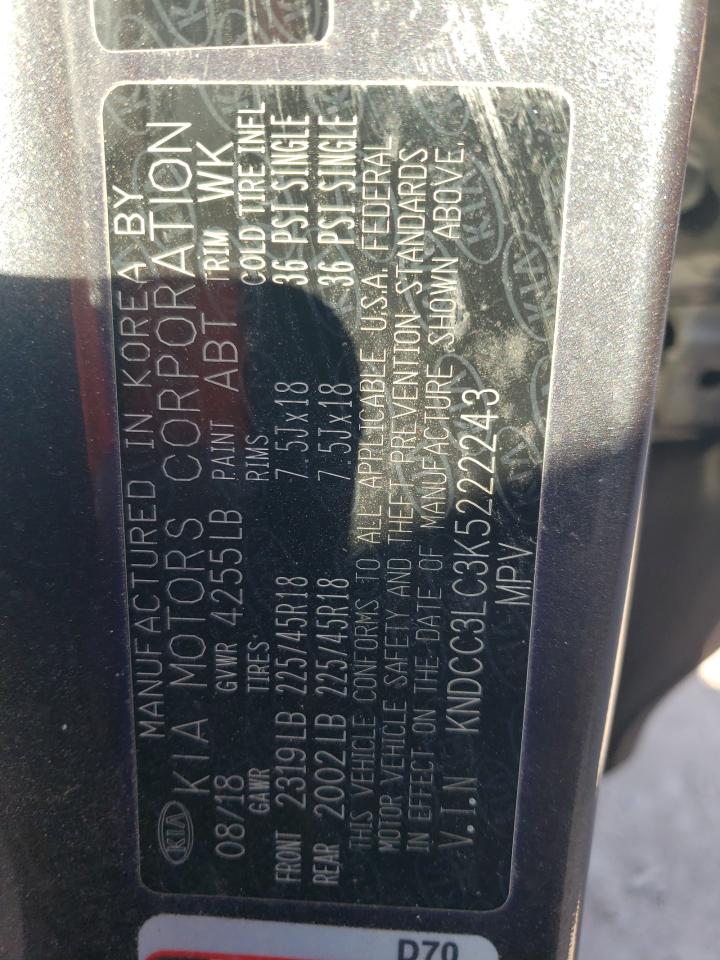 MANUFACTURED IN KOREA BY
KIA KIA MOTORS CORPORATION
08/18 GVWR 4255LB PAINT ABT TRIM WK
GAWR TIRES RIMS COLD TIRE INFL
FRONT 2319LB 225/45R18 7.5Jx18 36 PSI SINGLE
REAR 2002LB 225/45R18 7.5Jx18 36 PSI SINGLE
THIS VEHICLE CONFORMS TO ALL APPLICABLE U.S.A. FEDERAL
MOTOR VEHICLE SAFETY AND THEFT PREVENTION STANDARDS
IN EFFECT ON THE DATE OF MANUFACTURE SHOWN ABOVE.
V.I.N KNDCC3LC3K5222243
MPV
D70